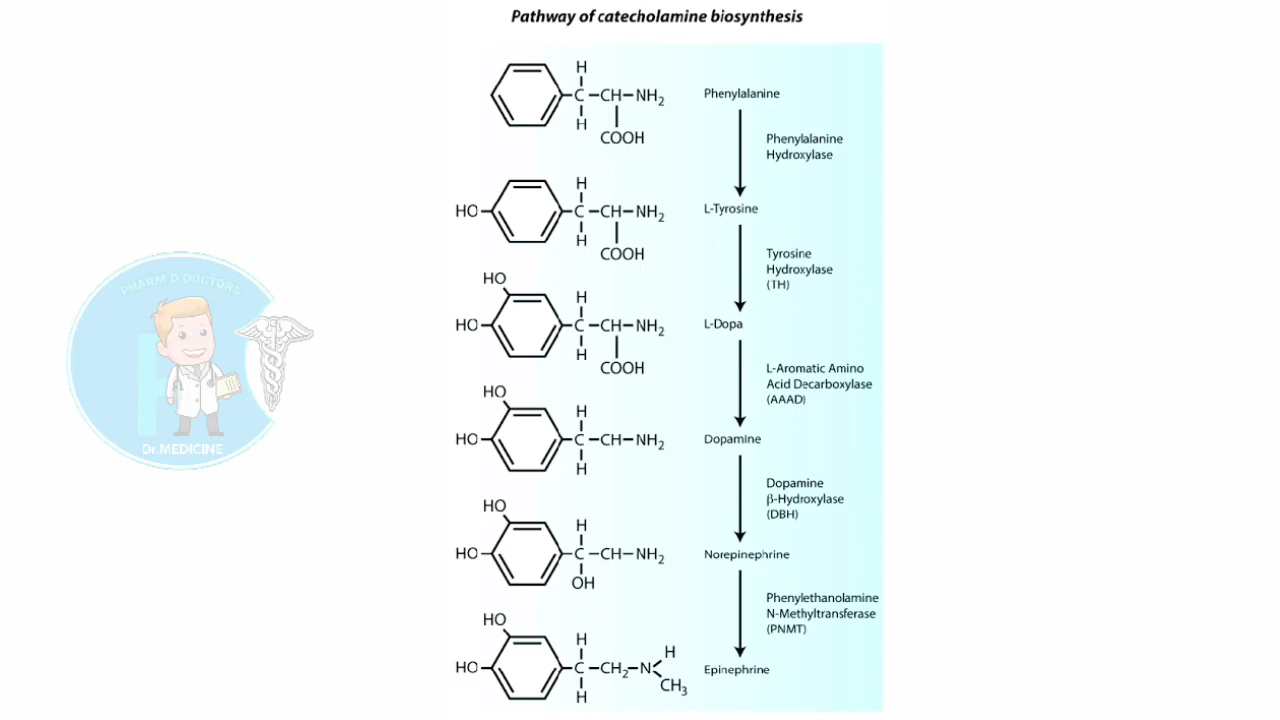 Pathway of catecholamine biosynthesis
H
C
CH
NH2
H
COOH
Phenylalanine
Phenylalanine
Hydroxylase
HO
H
C
CH
NH2
H
COOH
L-Tyrosine
Tyrosine
Hydroxylase
(TH)
HO
HO
H
C
CH
NH2
H
COOH
L-Dopa
L-Aromatic Amino
Acid Decarboxylase
(AAAD)
HO
HO
H
C
CH
NH2
H
Dopamine
Dopamine
β-Hydroxylase
(DBH)
HO
HO
H
C
CH
NH2
OH
Norepinephrine
Phenylethanolamine
N-Methyltransferase
(PNMT)
HO
HO
H
C
CH2
N
H
CH3
H
Epinephrine
PHARM D DOCTORS
Dr.MEDICINE